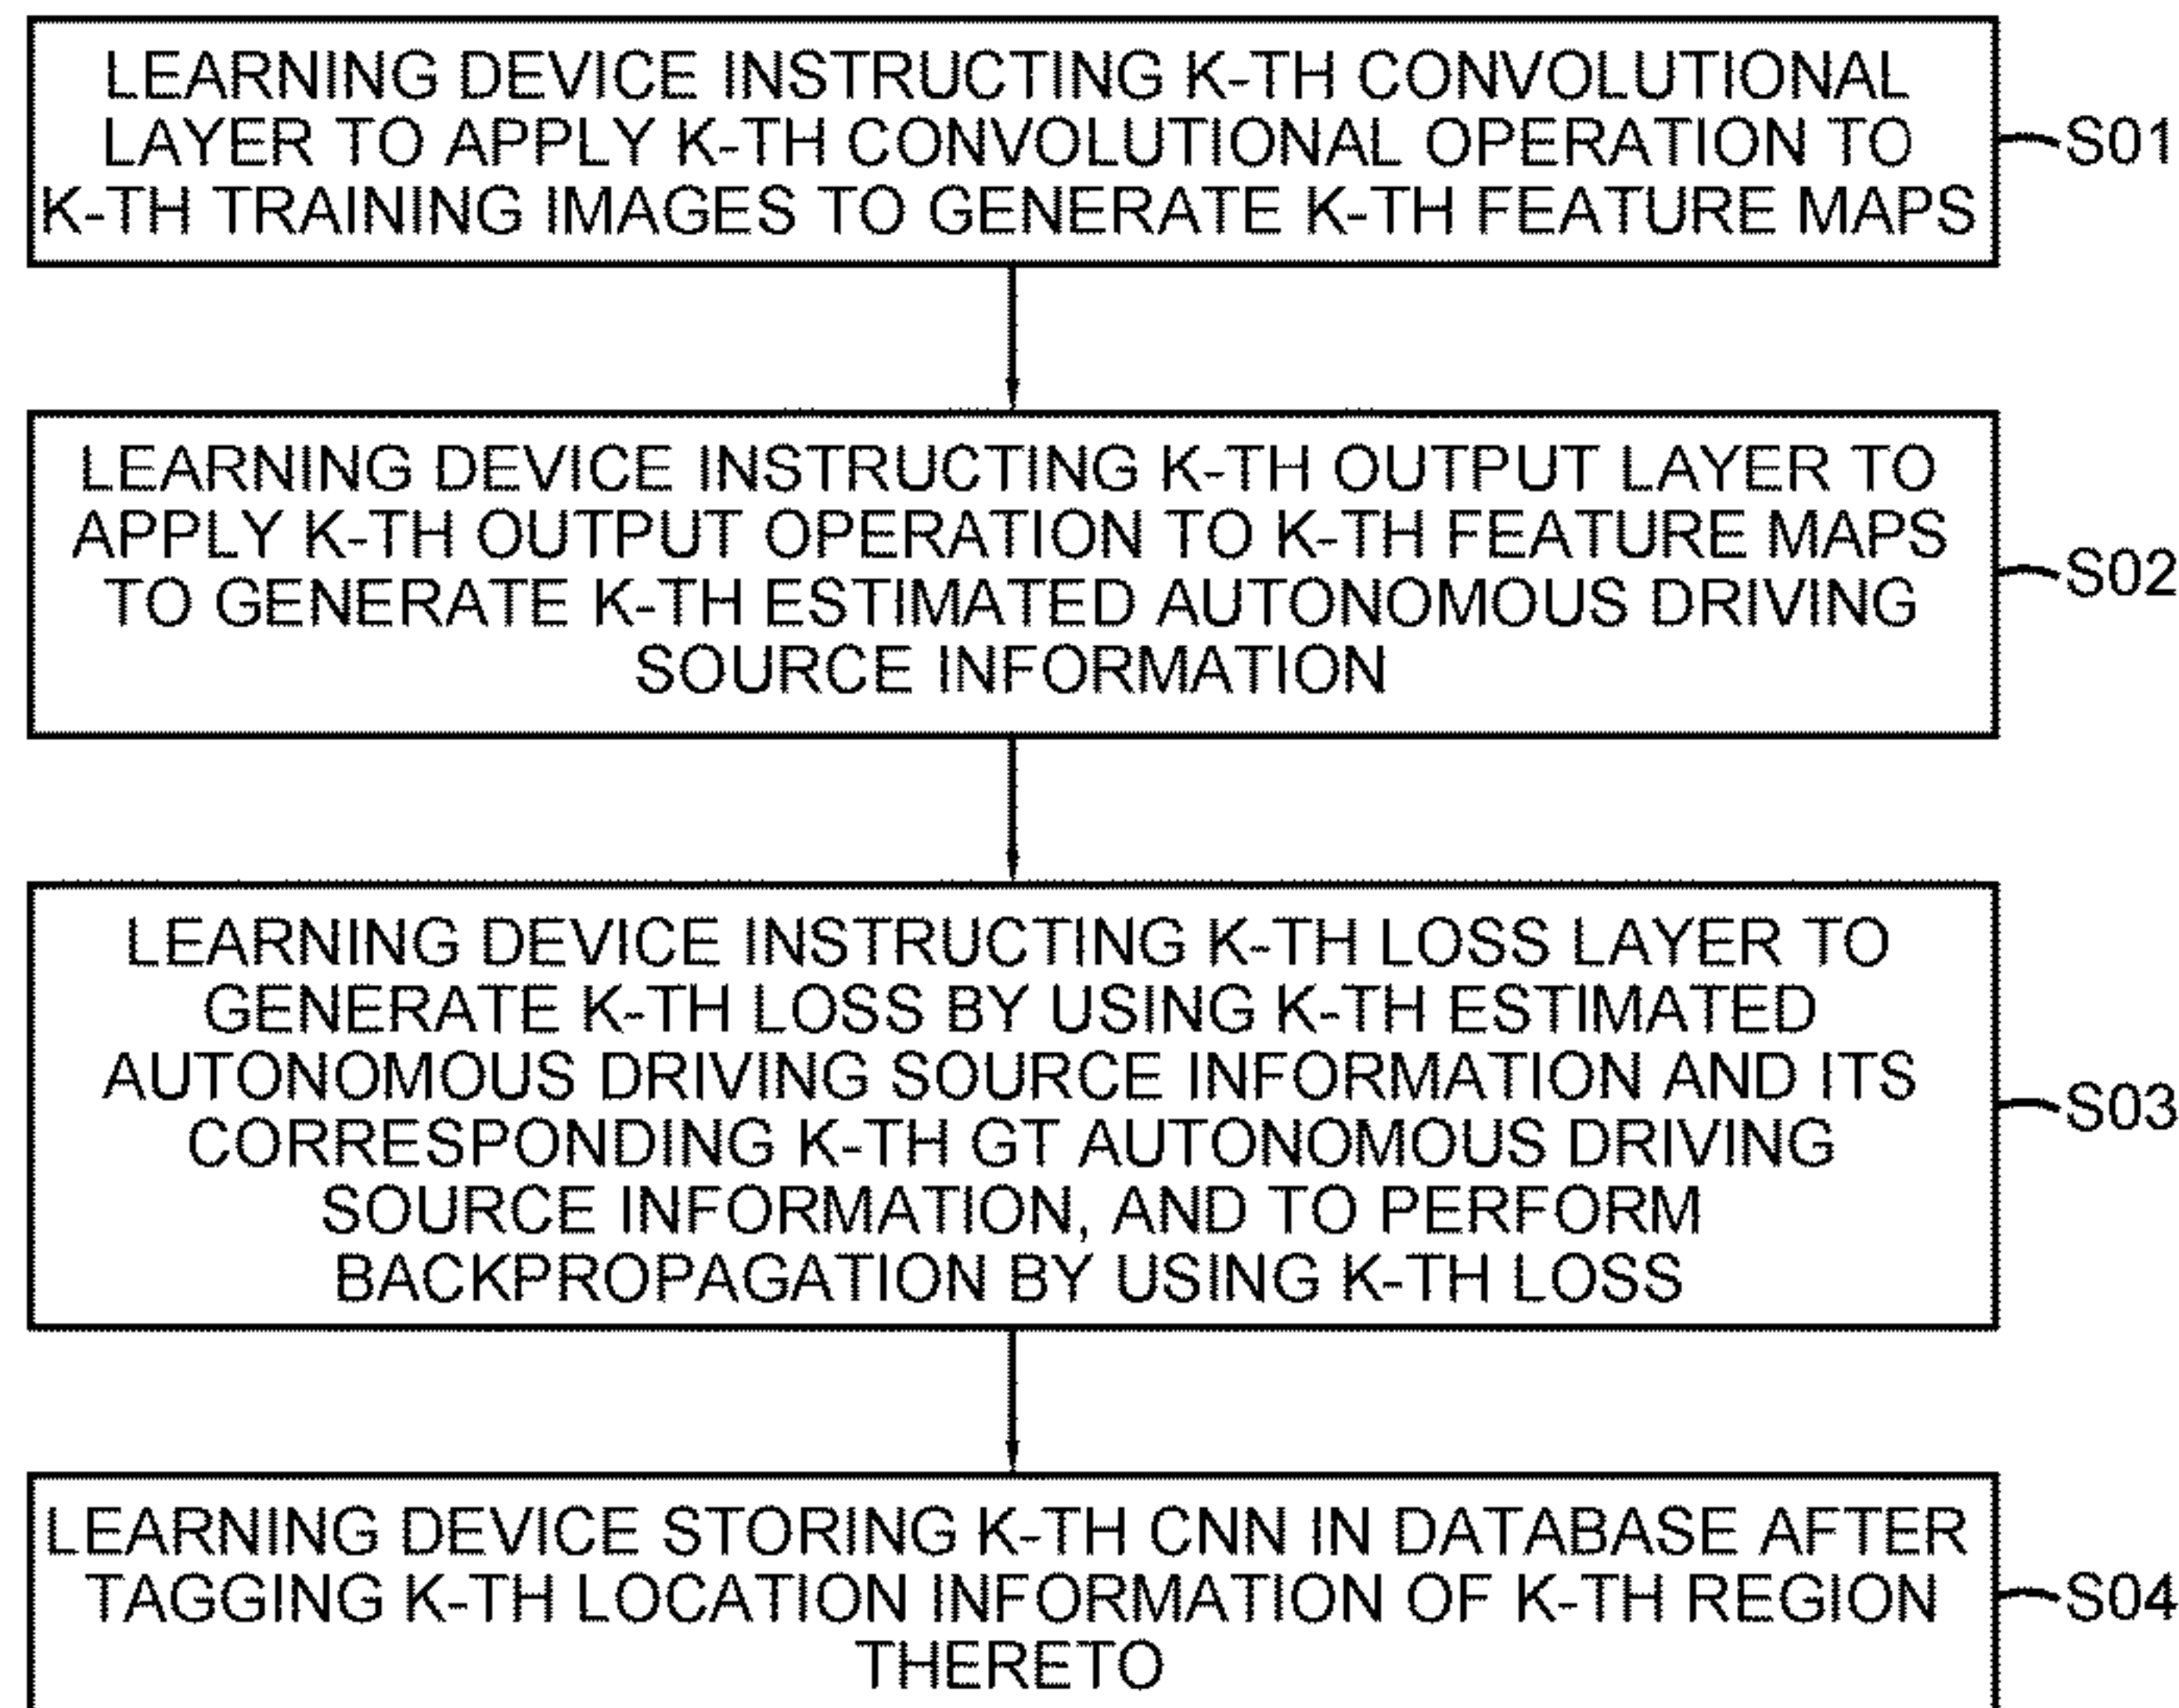 LEARNING DEVICE INSTRUCTING K-TH CONVOLUTIONAL
LAYER TO APPLY K-TH CONVOLUTIONAL OPERATION TO
K-TH TRAINING IMAGES TO GENERATE K-TH FEATURE MAPS
S01
LEARNING DEVICE INSTRUCTING K-TH OUTPUT LAYER TO
APPLY K-TH OUTPUT OPERATION TO K-TH FEATURE MAPS
TO GENERATE K-TH ESTIMATED AUTONOMOUS DRIVING
SOURCE INFORMATION
S02
LEARNING DEVICE INSTRUCTING K-TH LOSS LAYER TO
GENERATE K-TH LOSS BY USING K-TH ESTIMATED
AUTONOMOUS DRIVING SOURCE INFORMATION AND ITS
CORRESPONDING K-TH GT AUTONOMOUS DRIVING
SOURCE INFORMATION, AND TO PERFORM
BACKPROPAGATION BY USING K-TH LOSS
S03
LEARNING DEVICE STORING K-TH CNN IN DATABASE AFTER
TAGGING K-TH LOCATION INFORMATION OF K-TH REGION
THERETO
S04